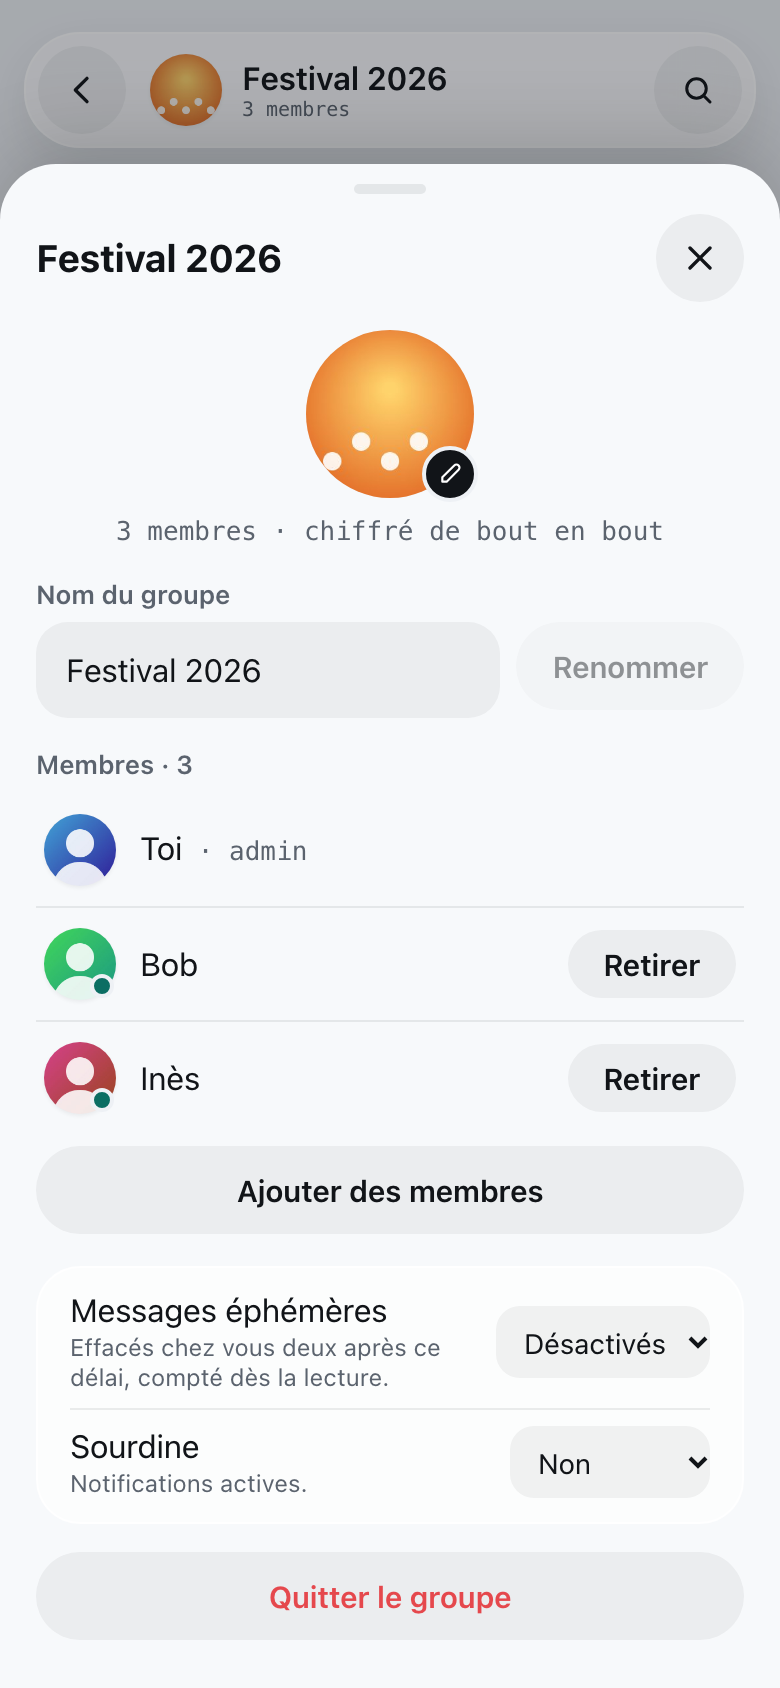 Festival 2026
3 membres
Festival 2026
3 membres · chiffré de bout en bout
Nom du groupe
Festival 2026
Renommer
Membres · 3
Toi · admin
Bob
Retirer
Inès
Retirer
Ajouter des membres
Messages éphémères
Effacés chez vous deux après ce
délai, compté dès la lecture.
Désactivés
Sourdine
Notifications actives.
Non
Quitter le groupe